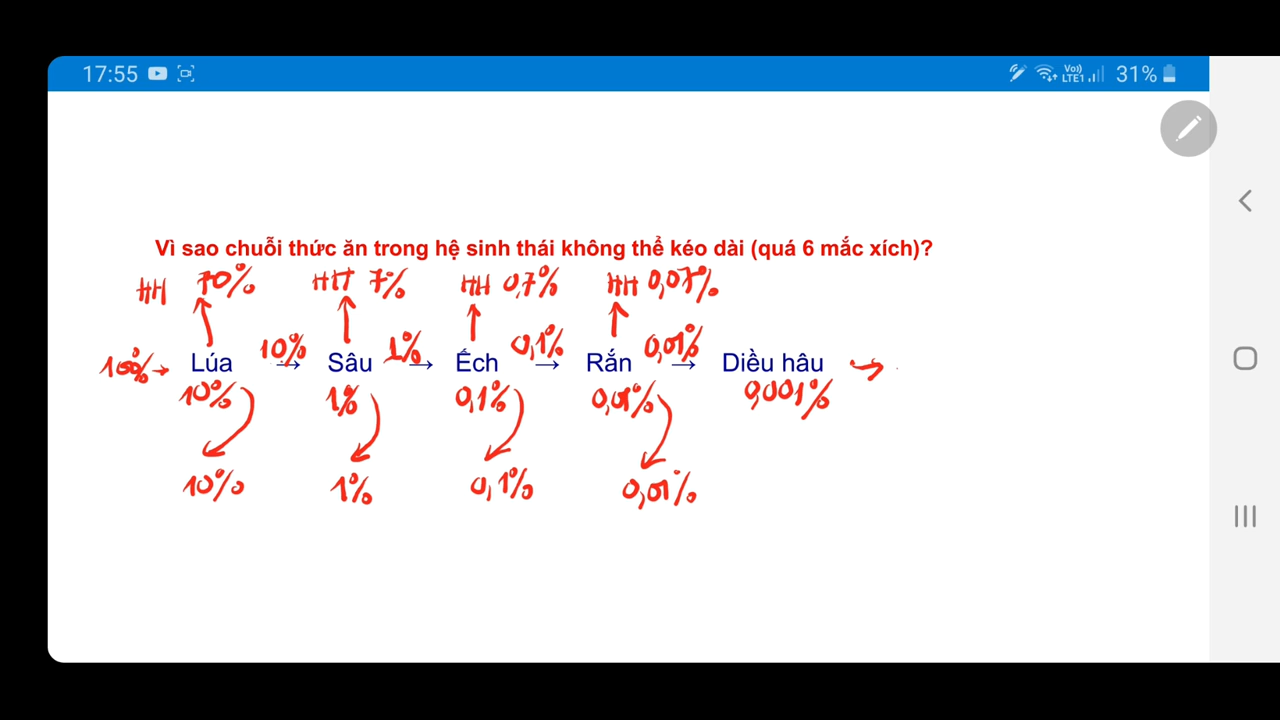 17:55 Vo)) LTE1 31%
Vì sao chuỗi thức ăn trong hệ sinh thái không thể kéo dài (quá 6 mắc xích)?
HH 70% HH 7% HH 0,7% HH 0,07%
100% → Lúa 10% → Sâu 1% → Ếch 0,1% → Rắn 0,01% → Diều hâu →
10% 1% 0,1% 0,01% 0,001%
10% 1% 0,1% 0,01%